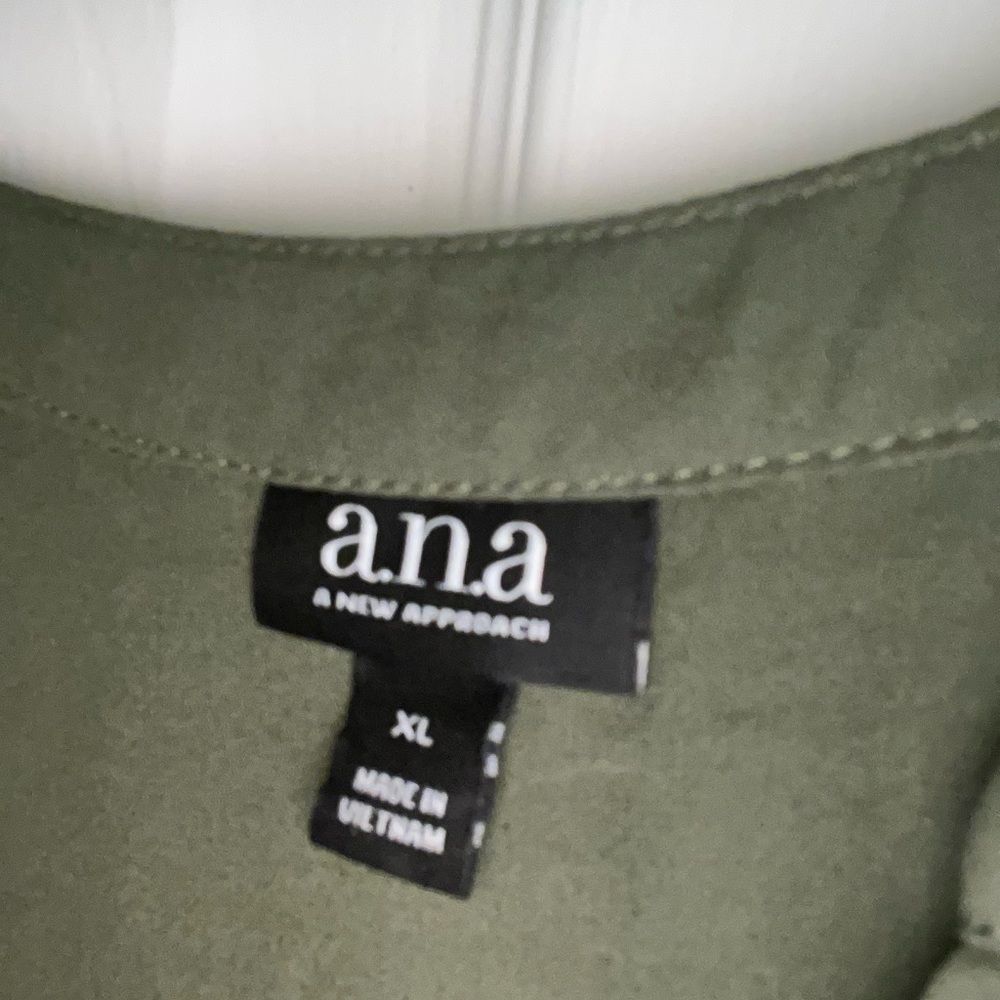 a.n.a
A NEW APPROACH
XL
MADE IN
VIETNAM